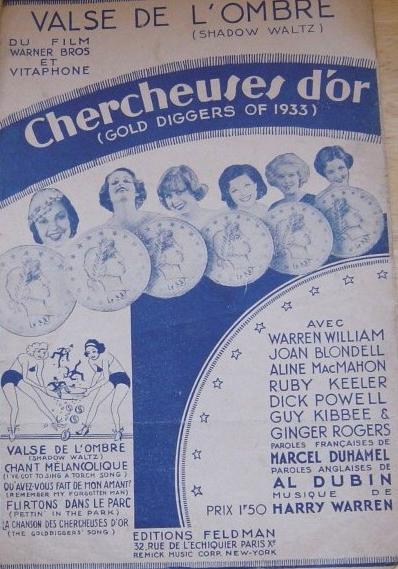 VALSE DE L'OMBRE
(SHADOW WALTZ)
DU FILM
WARNER BROS
ET
VITAPHONE
Chercheuses d'or
(GOLD DIGGERS OF 1933)
AVEC
WARREN WILLIAM
JOAN BLONDELL
ALINE MACMAHON
RUBY KEELER
DICK POWELL
GUY KIBBEE &
GINGER ROGERS
PAROLES FRANÇAISES DE
MARCEL DUHAMEL
PAROLES ANGLAISES DE
AL DUBIN
MUSIQUE DE
HARRY WARREN
PRIX 1f50
VALSE DE L'OMBRE
(SHADOW WALTZ)
CHANT MÉLANCOLIQUE
(I'VE GOT TO SING A TORCH SONG)
QU'AVEZ-VOUS FAIT DE MON AMANT?
(REMEMBER MY FORGOTTEN MAN)
FLIRTONS DANS LE PARC
(PETTIN' IN THE PARK)
LA CHANSON DES CHERCHEUSES D'OR
(THE GOLDDIGGERS' SONG)
EDITIONS FELDMAN
32, RUE DE L'ECHIQUIER PARIS Xe
REMICK MUSIC CORP. NEW-YORK